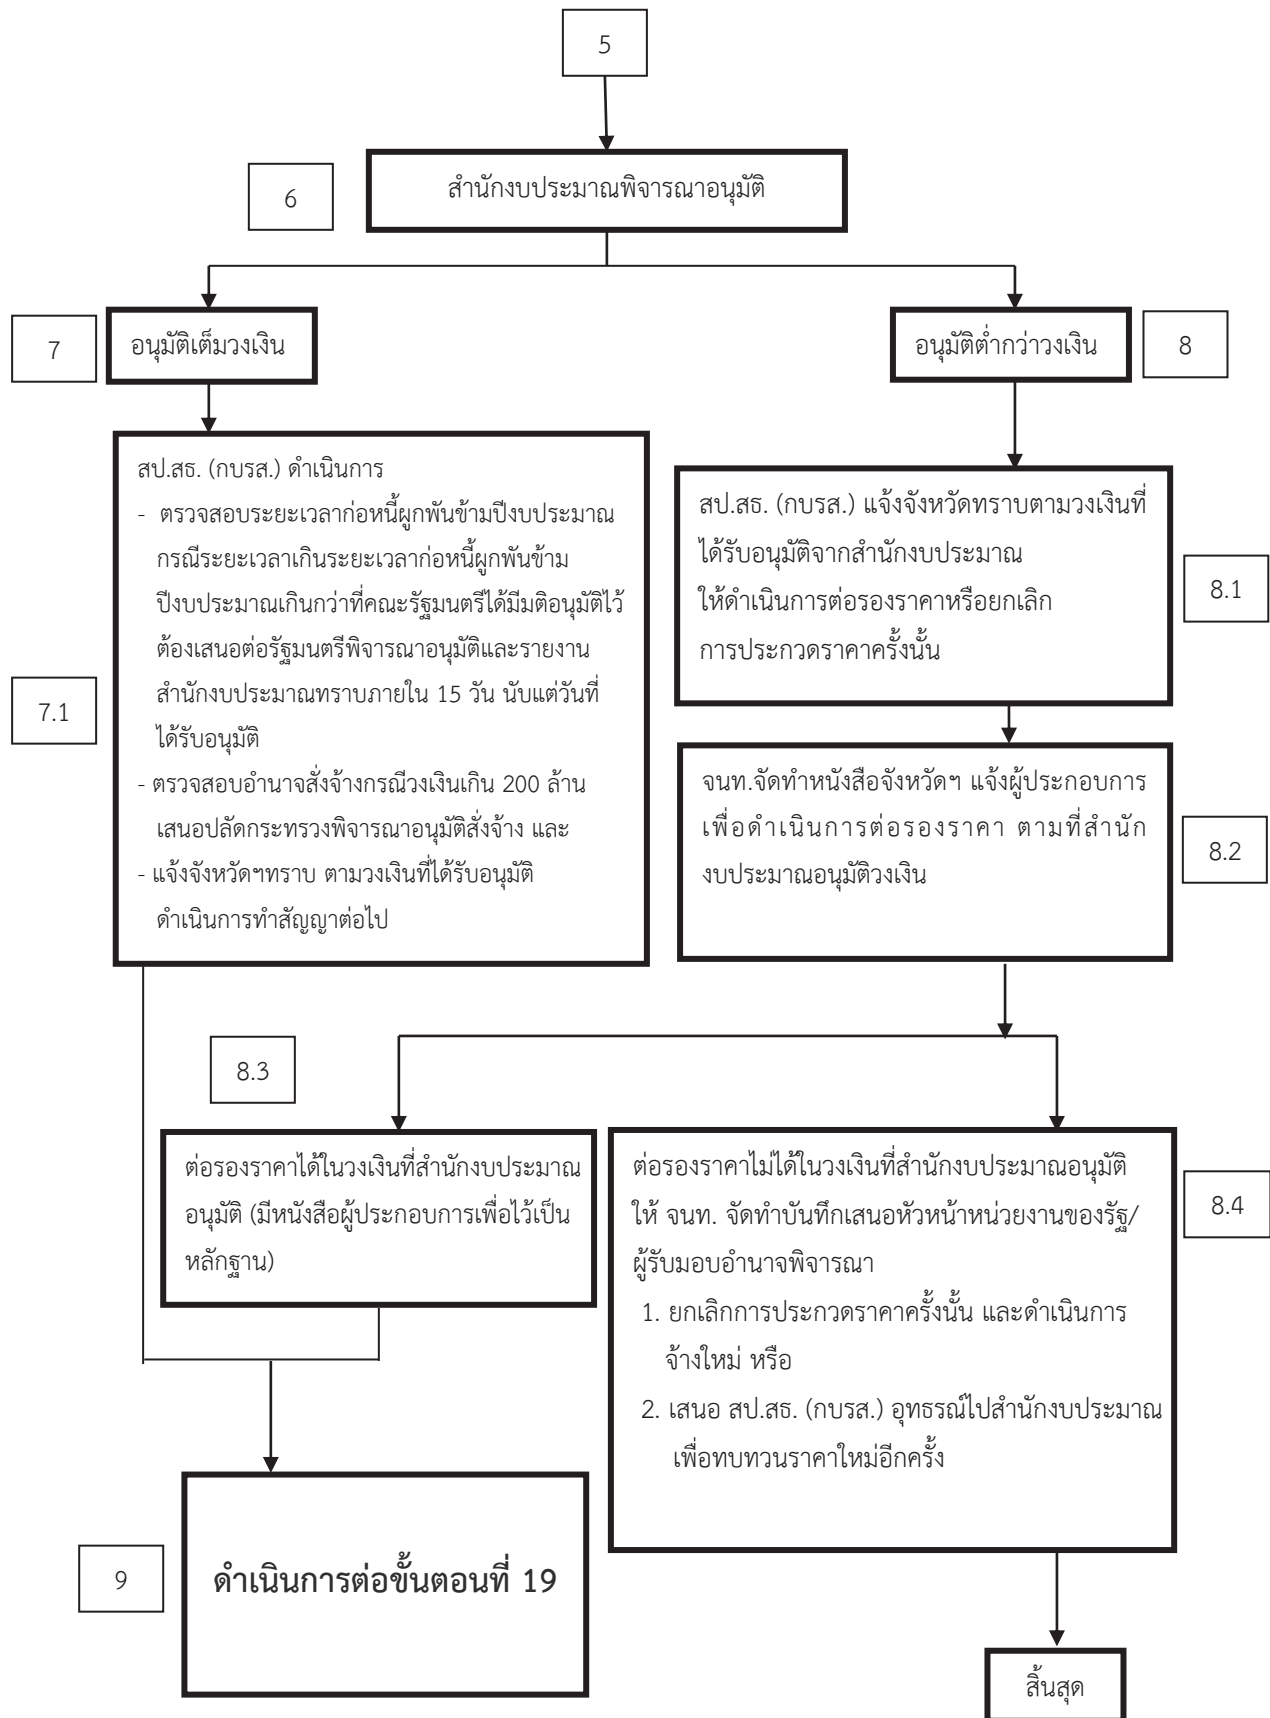 5
6
สำนักงบประมาณพิจารณาอนุมัติ
7
อนุมัติเต็มวงเงิน
อนุมัติต่ำกว่าวงเงิน
8
สป.สธ. (กบรส.) ดำเนินการ
- ตรวจสอบระยะเวลาก่อหนี้ผูกพันข้ามปีงบประมาณ
กรณีระยะเวลาเกินระยะเวลาก่อหนี้ผูกพันข้าม
ปีงบประมาณเกินกว่าที่คณะรัฐมนตรีได้มีมติอนุมัติไว้
ต้องเสนอต่อรัฐมนตรีพิจารณาอนุมัติและรายงาน
สำนักงบประมาณทราบภายใน 15 วัน นับแต่วันที่
ได้รับอนุมัติ
- ตรวจสอบอำนาจสั่งจ้างกรณีวงเงินเกิน 200 ล้าน
เสนอปลัดกระทรวงพิจารณาอนุมัติสั่งจ้าง และ
- แจ้งจังหวัดฯทราบ ตามวงเงินที่ได้รับอนุมัติ
ดำเนินการทำสัญญาต่อไป
7.1
สป.สธ. (กบรส.) แจ้งจังหวัดทราบตามวงเงินที่
ได้รับอนุมัติจากสำนักงบประมาณ
ให้ดำเนินการต่อรองราคาหรือยกเลิก
การประกวดราคาครั้งนั้น
8.1
จนท.จัดทำหนังสือจังหวัดฯ แจ้งผู้ประกอบการ
เพื่อดำเนินการต่อรองราคา ตามที่สำนัก
งบประมาณอนุมัติวงเงิน
8.2
8.3
ต่อรองราคาได้ในวงเงินที่สำนักงบประมาณ
อนุมัติ (มีหนังสือผู้ประกอบการเพื่อไว้เป็น
หลักฐาน)
ต่อรองราคาไม่ได้ในวงเงินที่สำนักงบประมาณอนุมัติ
ให้ จนท. จัดทำบันทึกเสนอหัวหน้าหน่วยงานของรัฐ/
ผู้รับมอบอำนาจพิจารณา
1. ยกเลิกการประกวดราคาครั้งนั้น และดำเนินการ
จ้างใหม่ หรือ
2. เสนอ สป.สธ. (กบรส.) อุทธรณ์ไปสำนักงบประมาณ
เพื่อทบทวนราคาใหม่อีกครั้ง
8.4
9
ดำเนินการต่อขั้นตอนที่ 19
สิ้นสุด